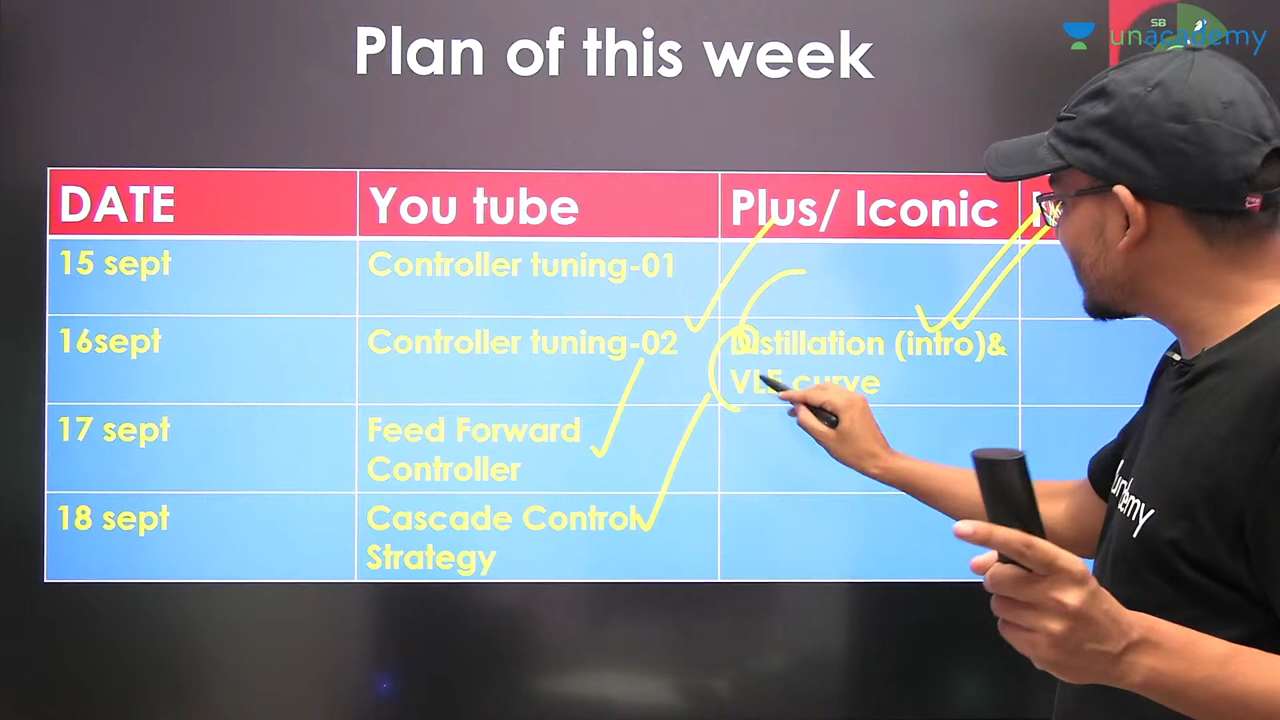 SB
unacademy
Plan of this week
DATE
You tube
Plus/ Iconic
15 sept
Controller tuning-01
16sept
Controller tuning-02
Distillation (intro)&
VLE curve
17 sept
Feed Forward
Controller
18 sept
Cascade Control
Strategy